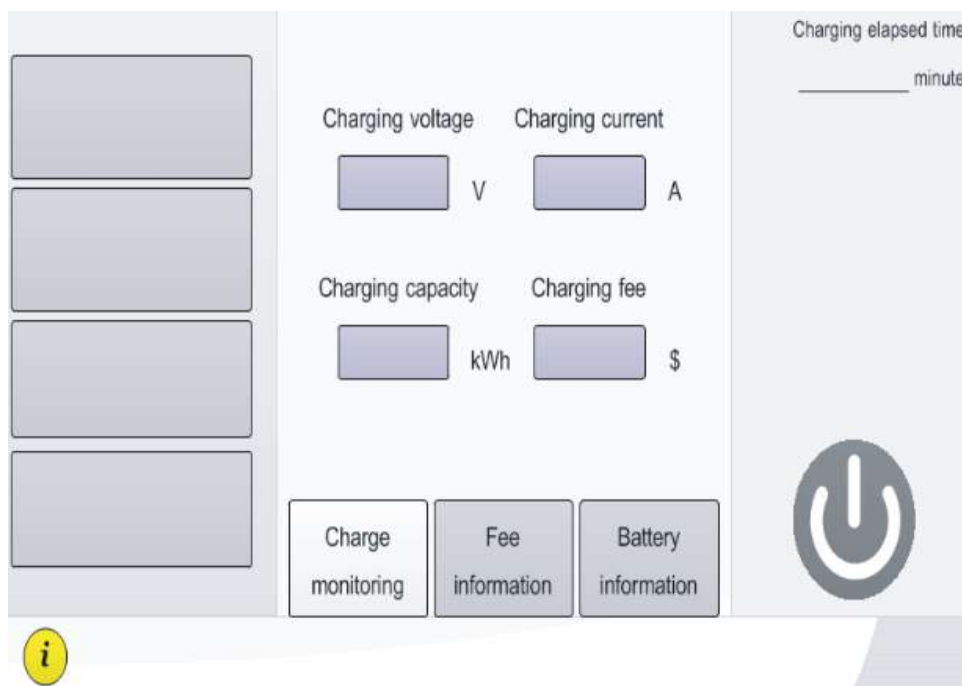 Charging elapsed time
minute
Charging voltage
Charging current
V
A
Charging capacity
Charging fee
kWh
$
Charge
monitoring
Fee
information
Battery
information
i